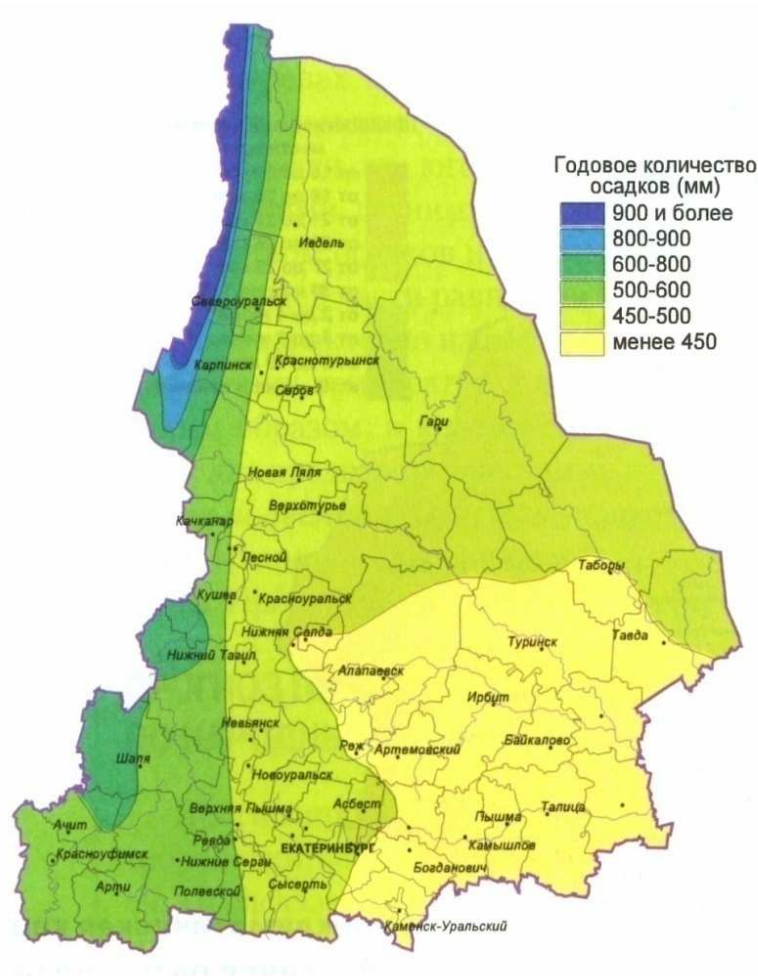 Годовое количество
осадков (мм)
900 и более
800-900
600-800
500-600
450-500
менее 450
Ивдель
Североуральск
Карпинск
Краснотурьинск
Серов
Гари
Новая Ляля
Верхотурье
Качканар
Лесной
Таборы
Кушва
Красноуральск
Нижняя Салда
Туринск
Тавда
Нижний Тагил
Алапаевск
Ирбит
Невьянск
Реж
Артемовский
Байкалово
Шаля
Новоуральск
Верхняя Пышма
Асбест
Пышма
Талица
Ачит
Ревда
ЕКАТЕРИНБУРГ
Камышлов
Красноуфимск
Нижние Серги
Богданович
Арти
Полевской
Сысерть
Каменск-Уральский